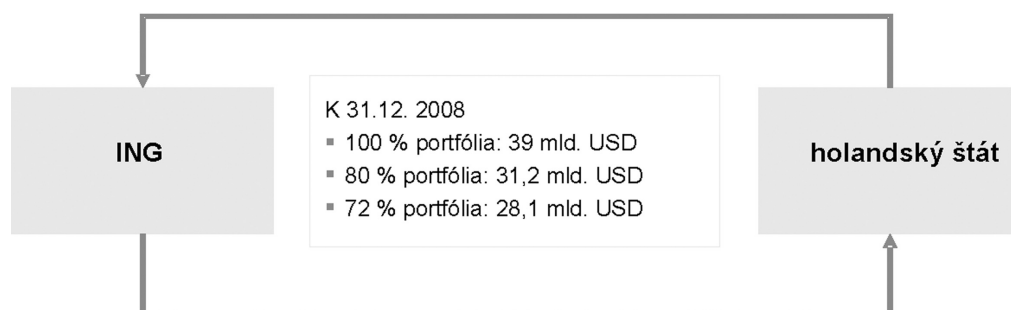 ING
K 31.12. 2008
▪ 100 % portfólia: 39 mld. USD
▪ 80 % portfólia: 31,2 mld. USD
▪ 72 % portfólia: 28,1 mld. USD
holandský štát